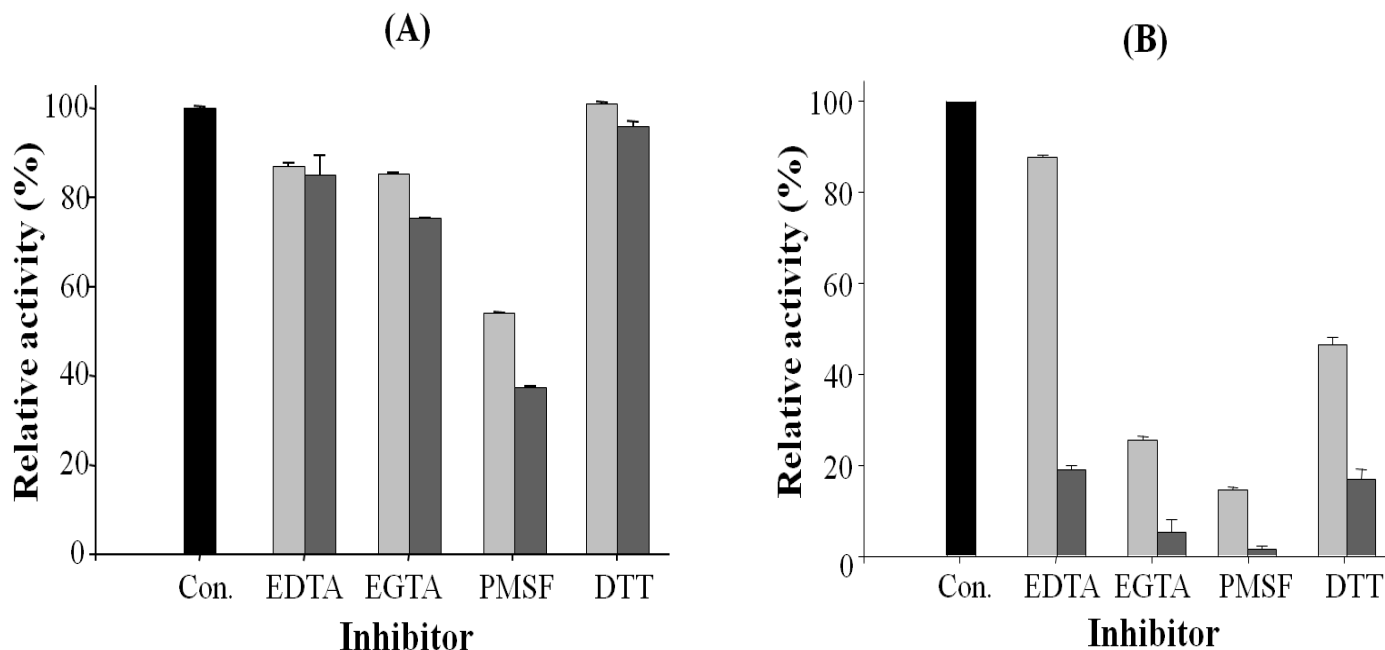 (A)
Relative activity (%)
100
80
60
40
20
0
Con. EDTA EGTA PMSF DTT
Inhibitor
(B)
Relative activity (%)
100
80
60
40
20
0
Con. EDTA EGTA PMSF DTT
Inhibitor